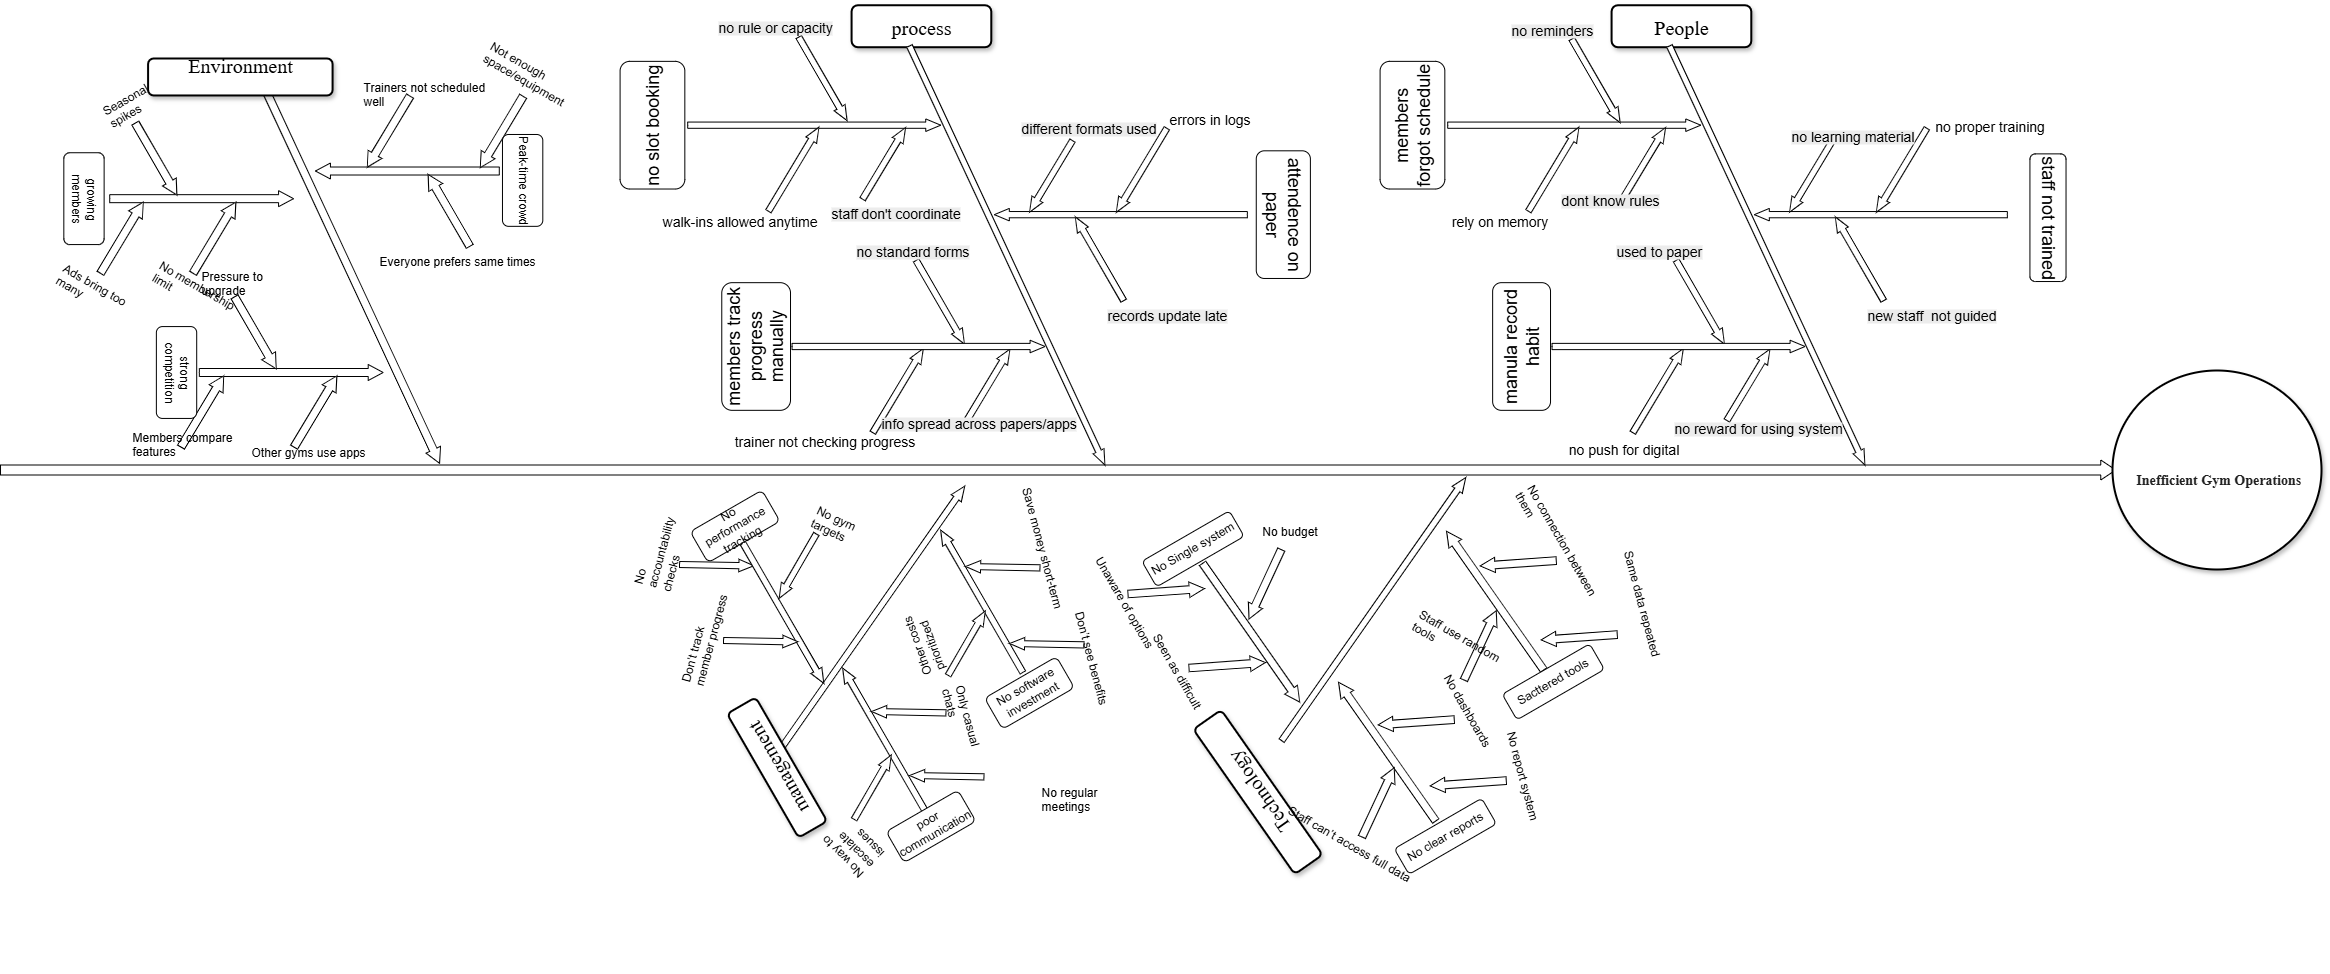 Environment
Seasonal
spikes
growing
members
Ads bring too
many
No membership
limit
Trainers not scheduled
well
Not enough
space/equipment
Peak-time crowd
Everyone prefers same times
Pressure to
upgrade
strong
competition
Members compare
features
Other gyms use apps
process
no rule or capacity
no slot booking
walk-ins allowed anytime
staff don't coordinate
different formats used
errors in logs
attendence on
paper
records update late
no standard forms
members track
progress
manually
trainer not checking progress
info spread across papers/apps
People
no reminders
members
forgot schedule
rely on memory
dont know rules
no learning material
no proper training
staff not trained
new staff  not guided
used to paper
manula record
habit
no push for digital
no reward for using system
Inefficient Gym Operations
No
performance
tracking
No gym
targets
No
accountability
checks
Don't track
member progress
management
Save money short-term
Other costs
prioritized
Don't see benefits
No software
investment
Only casual
chats
No regular
meetings
No way to
escalate
issues
poor
communication
No Single system
No budget
Unaware of options
Seen as difficult
Technology
No connection between
them
Same data repeated
Staff use random
tools
Sacttered tools
No dashboards
No report system
Staff can't access full data
No clear reports